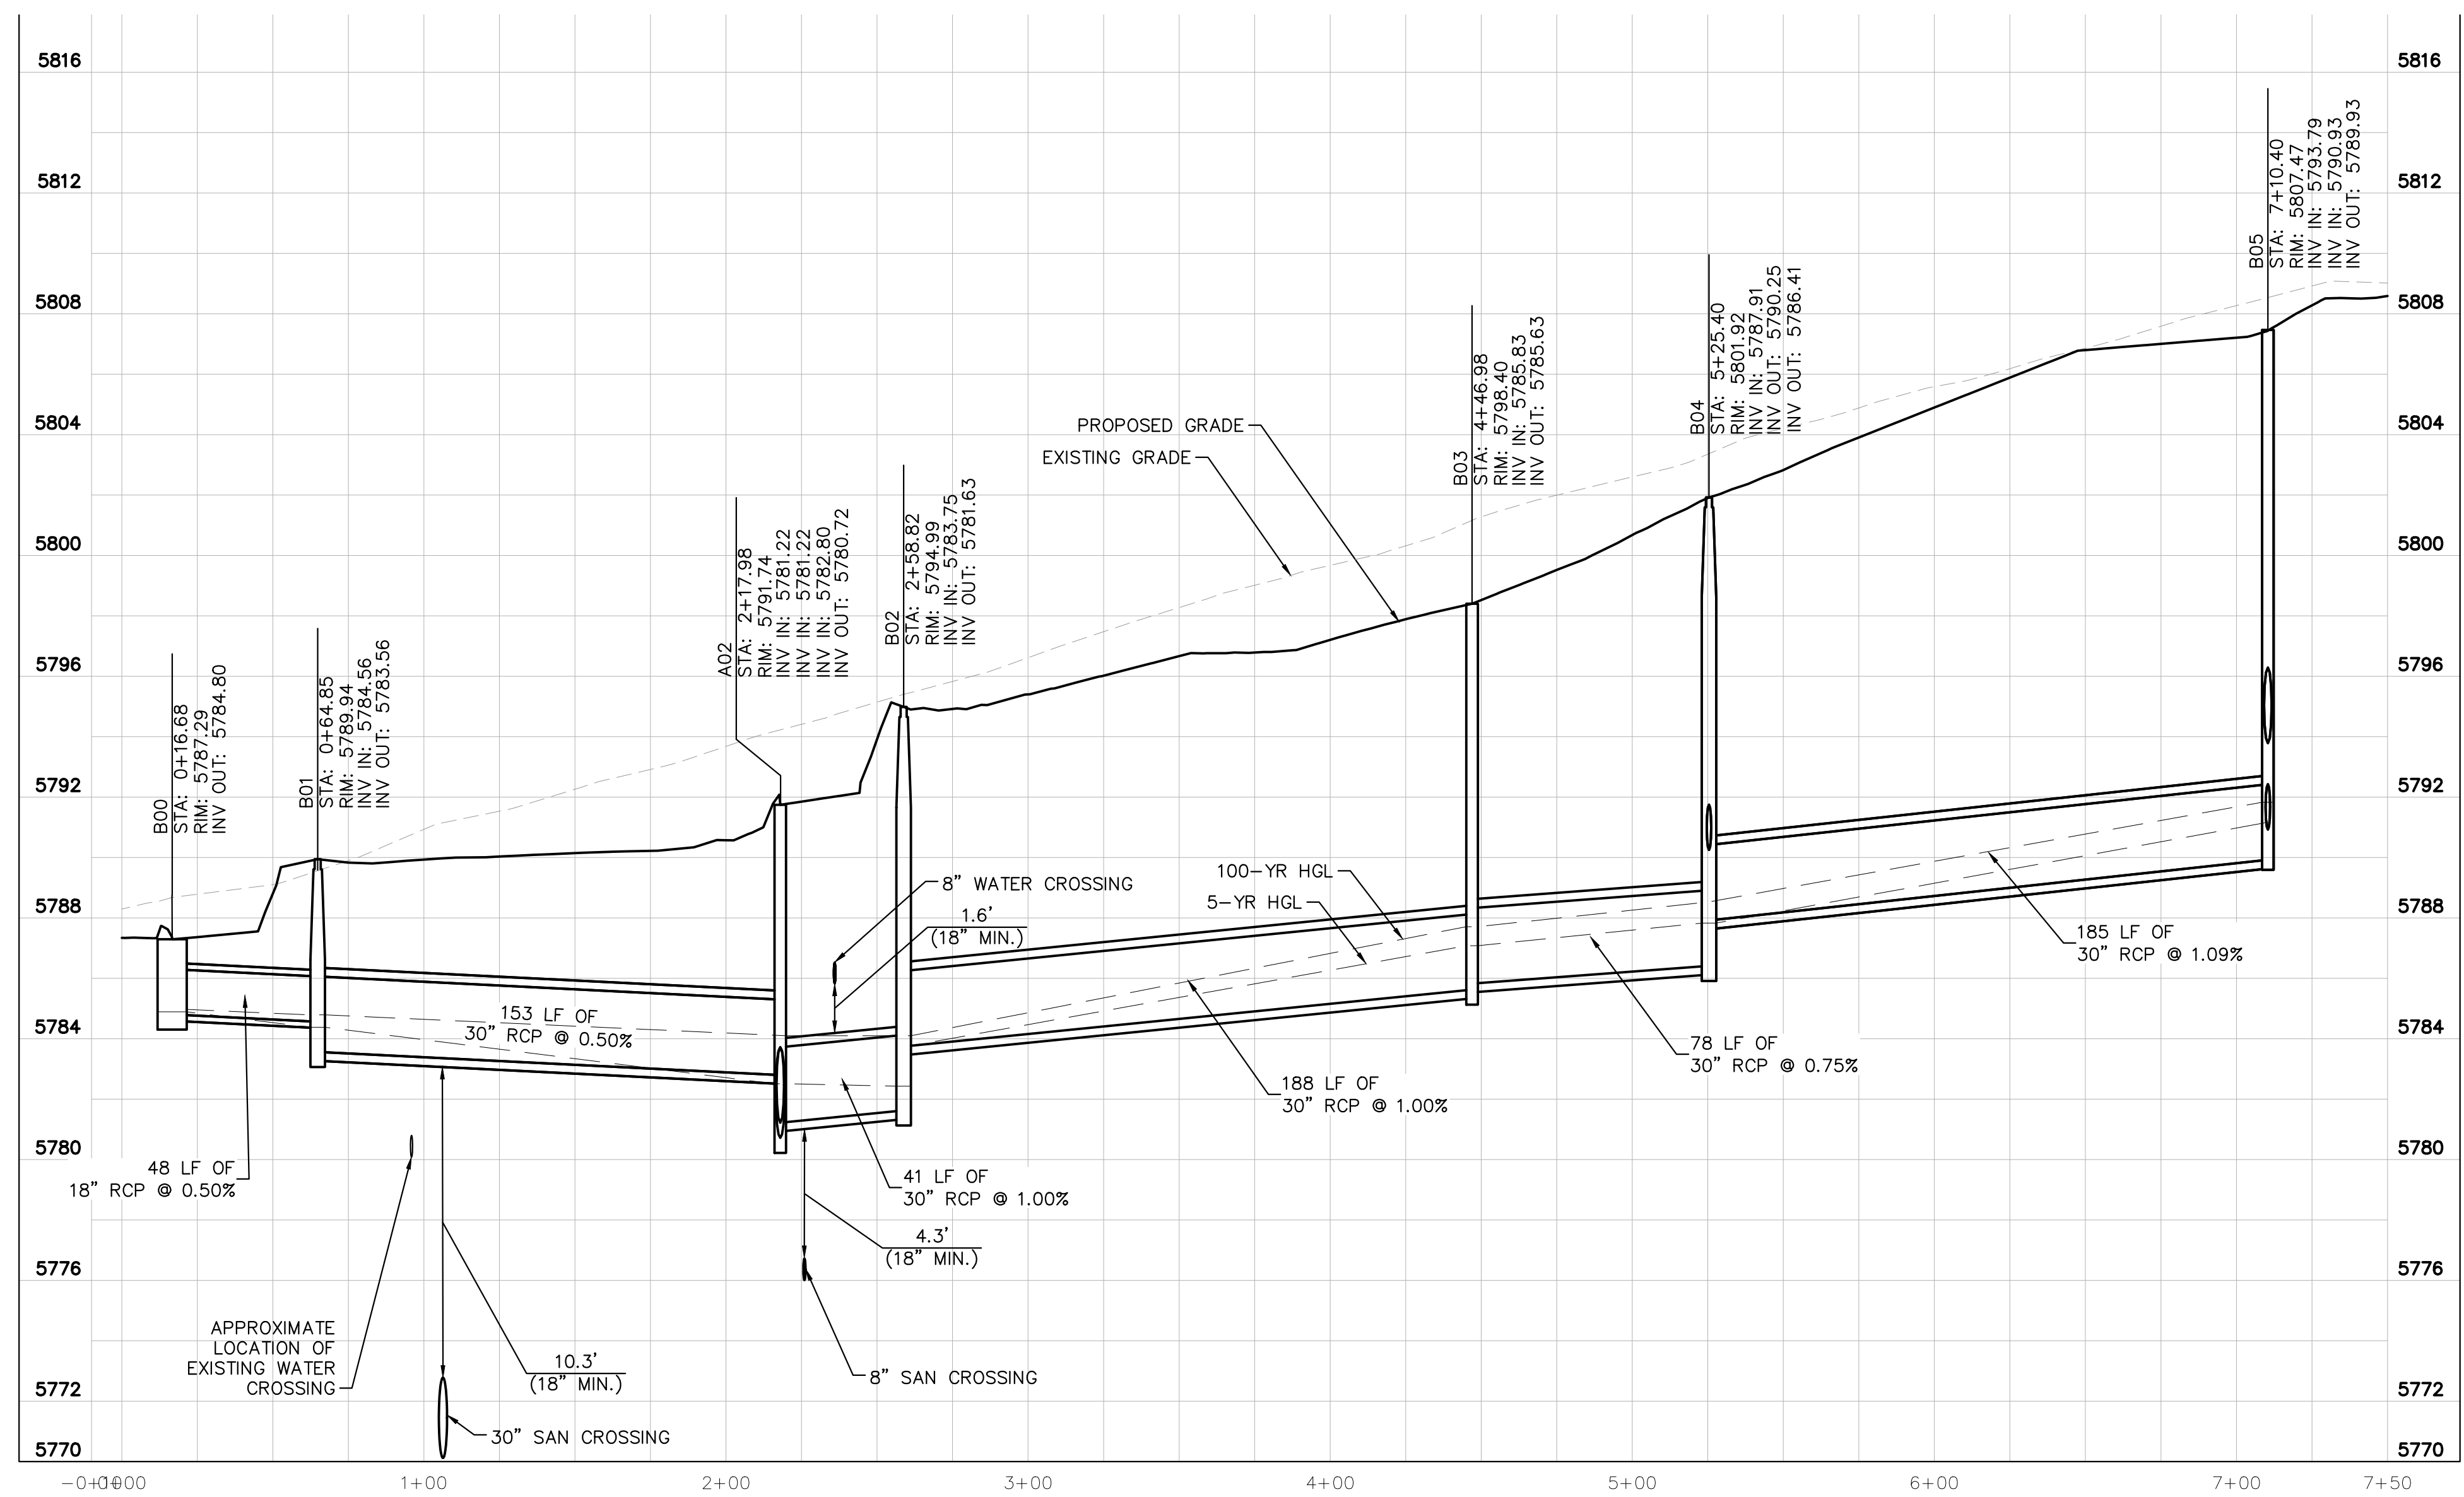 5816
5812
5808
5804
5800
5796
5792
5788
5784
5780
5776
5772
5770
5816
5812
5808
5804
5800
5796
5792
5788
5784
5780
5776
5772
5770
B00
STA: 0+16.68
RIM: 5787.29
INV OUT: 5784.80
B01
STA: 0+64.85
RIM: 5789.94
INV IN: 5784.56
INV OUT: 5783.56
A02
STA: 2+17.98
RIM: 5791.74
INV IN: 5781.22
INV IN: 5781.22
INV IN: 5782.80
INV OUT: 5780.72
B02
STA: 2+58.82
RIM: 5794.99
INV IN: 5783.75
INV OUT: 5781.63
B03
STA: 4+46.98
RIM: 5798.40
INV IN: 5785.83
INV OUT: 5785.63
B04
STA: 5+25.40
RIM: 5801.92
INV IN: 5787.91
INV OUT: 5790.25
INV OUT: 5786.41
B05
STA: 7+10.40
RIM: 5807.47
INV IN: 5793.79
INV IN: 5790.93
INV OUT: 5789.93
PROPOSED GRADE
EXISTING GRADE
8" WATER CROSSING
1.6'
(18" MIN.)
100-YR HGL
5-YR HGL
153 LF OF
30" RCP @ 0.50%
185 LF OF
30" RCP @ 1.09%
78 LF OF
30" RCP @ 0.75%
188 LF OF
30" RCP @ 1.00%
48 LF OF
18" RCP @ 0.50%
41 LF OF
30" RCP @ 1.00%
4.3'
(18" MIN.)
APPROXIMATE
LOCATION OF
EXISTING WATER
CROSSING
10.3'
(18" MIN.)
8" SAN CROSSING
30" SAN CROSSING
1+00
2+00
3+00
4+00
5+00
6+00
7+00
7+50